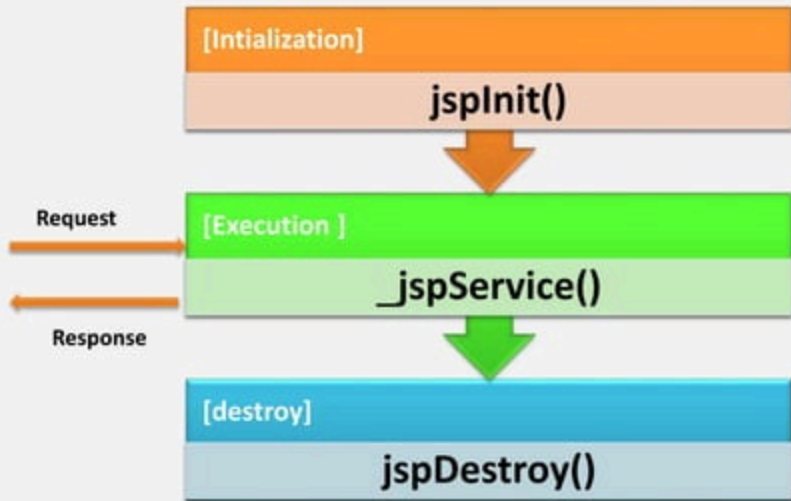 [Intialization]
jspInit()
Request
[Execution ]
_jspService()
Response
[destroy]
jspDestroy()